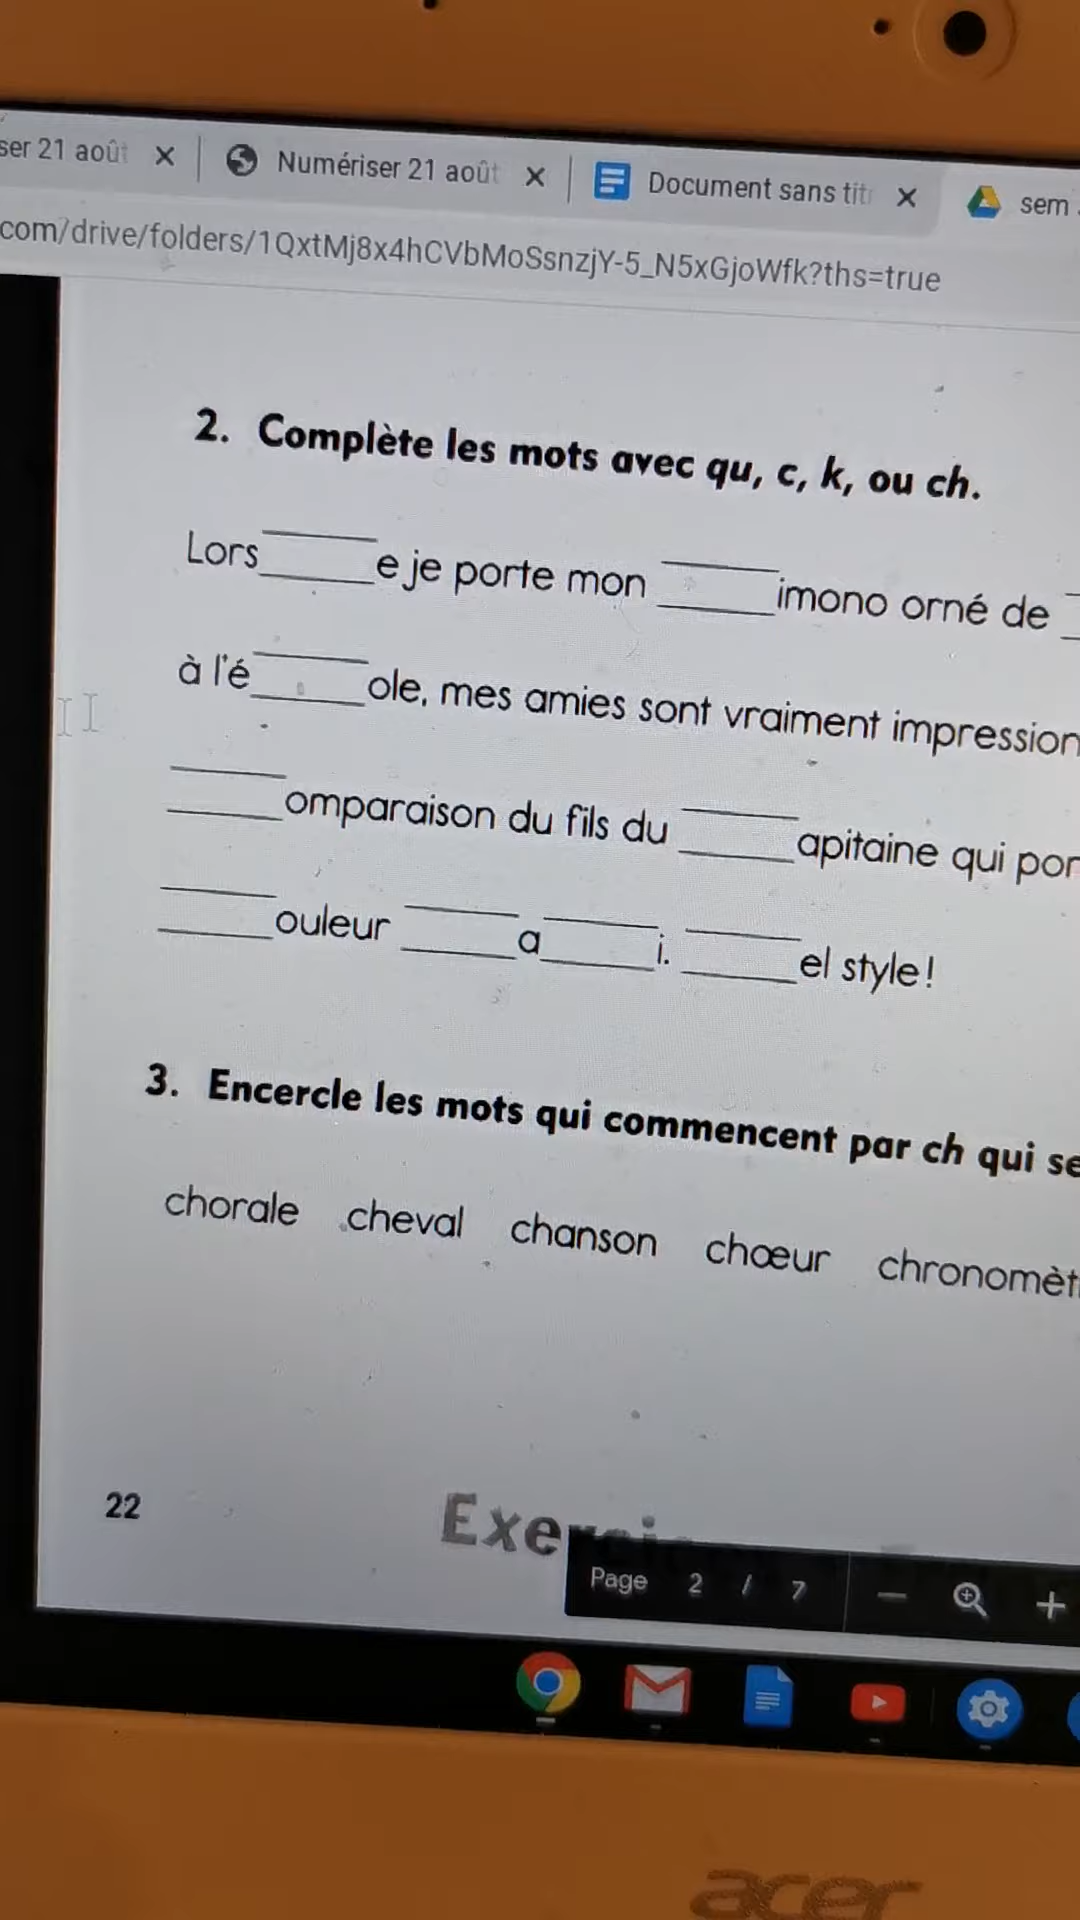 ser 21 août
Numériser 21 août
Document sans tit
sem
com/drive/folders/1QxtMj8x4hCVbMoSsnzjY-5_N5xGjoWfk?ths=true
2. Complète les mots avec qu, c, k, ou ch.
Lors____e je porte mon ____imono orné de
à l'é____ole, mes amies sont vraiment impression
____omparaison du fils du ____apitaine qui por
____ouleur ____a____i. ____el style!
3. Encercle les mots qui commencent par ch qui se
chorale cheval chanson chœur chronomèt
22
Exe
Page 2 / 7
acer